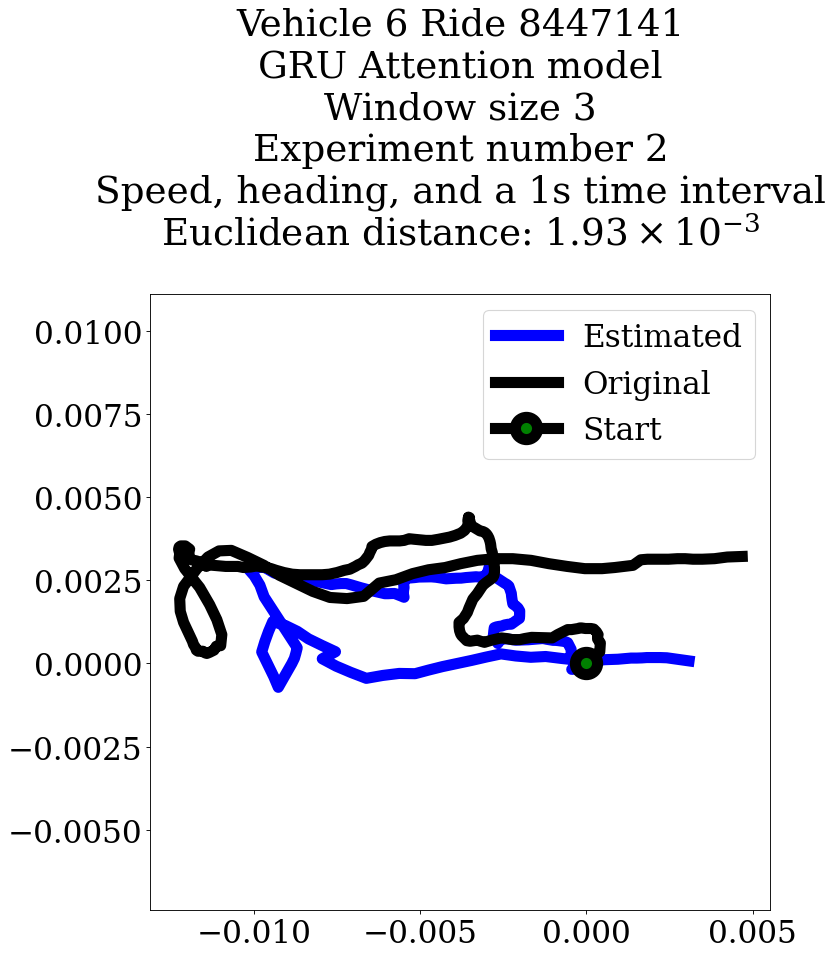 Vehicle 6 Ride 8447141
GRU Attention model
Window size 3
Experiment number 2
Speed, heading, and a 1s time interval
Euclidean distance: 1.93 × 10⁻³
Estimated
Original
Start
0.0100
0.0075
0.0050
0.0025
0.0000
−0.0025
−0.0050
−0.010 −0.005 0.000 0.005